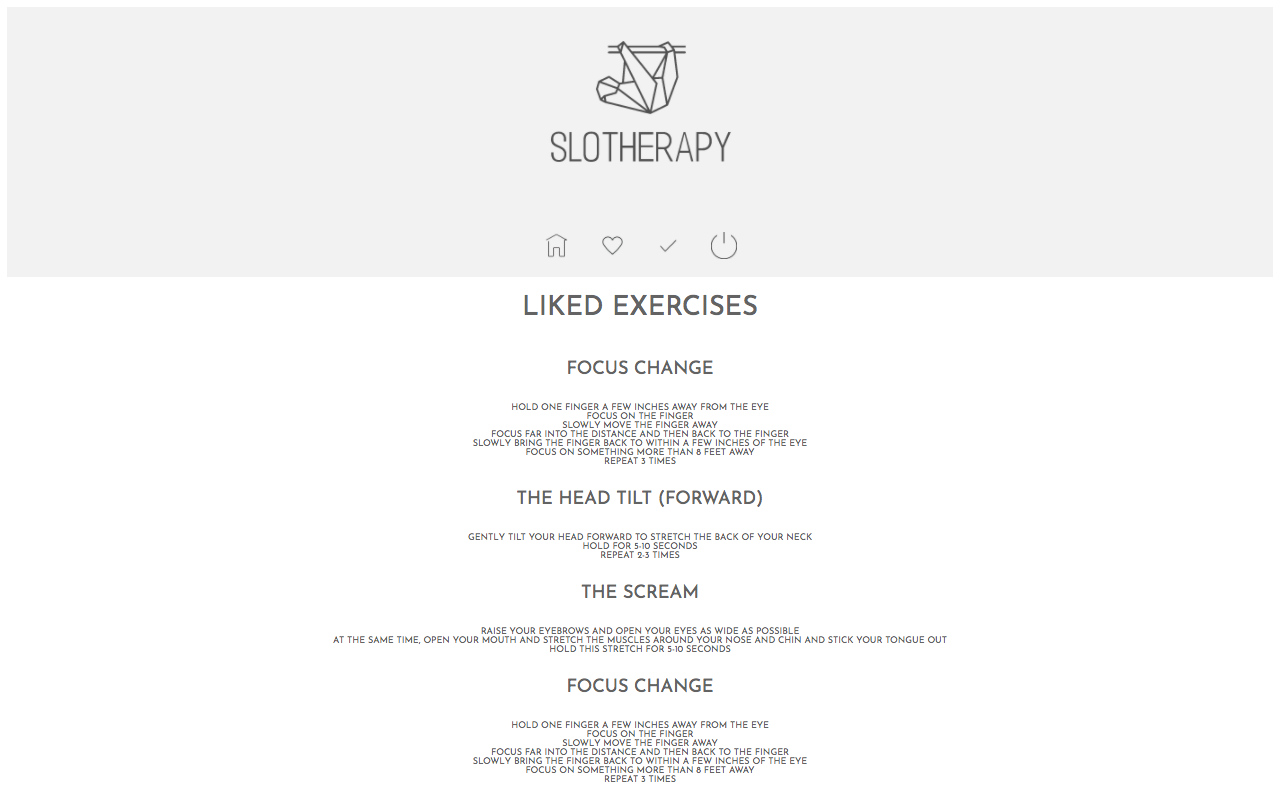 SLOTHERAPY
LIKED EXERCISES
FOCUS CHANGE
HOLD ONE FINGER A FEW INCHES AWAY FROM THE EYE
FOCUS ON THE FINGER
SLOWLY MOVE THE FINGER AWAY
FOCUS FAR INTO THE DISTANCE AND THEN BACK TO THE FINGER
SLOWLY BRING THE FINGER BACK TO WITHIN A FEW INCHES OF THE EYE
FOCUS ON SOMETHING MORE THAN 8 FEET AWAY
REPEAT 3 TIMES
THE HEAD TILT (FORWARD)
GENTLY TILT YOUR HEAD FORWARD TO STRETCH THE BACK OF YOUR NECK
HOLD FOR 5-10 SECONDS
REPEAT 2-3 TIMES
THE SCREAM
RAISE YOUR EYEBROWS AND OPEN YOUR EYES AS WIDE AS POSSIBLE
AT THE SAME TIME, OPEN YOUR MOUTH AND STRETCH THE MUSCLES AROUND YOUR NOSE AND CHIN AND STICK YOUR TONGUE OUT
HOLD THIS STRETCH FOR 5-10 SECONDS
FOCUS CHANGE
HOLD ONE FINGER A FEW INCHES AWAY FROM THE EYE
FOCUS ON THE FINGER
SLOWLY MOVE THE FINGER AWAY
FOCUS FAR INTO THE DISTANCE AND THEN BACK TO THE FINGER
SLOWLY BRING THE FINGER BACK TO WITHIN A FEW INCHES OF THE EYE
FOCUS ON SOMETHING MORE THAN 8 FEET AWAY
REPEAT 3 TIMES